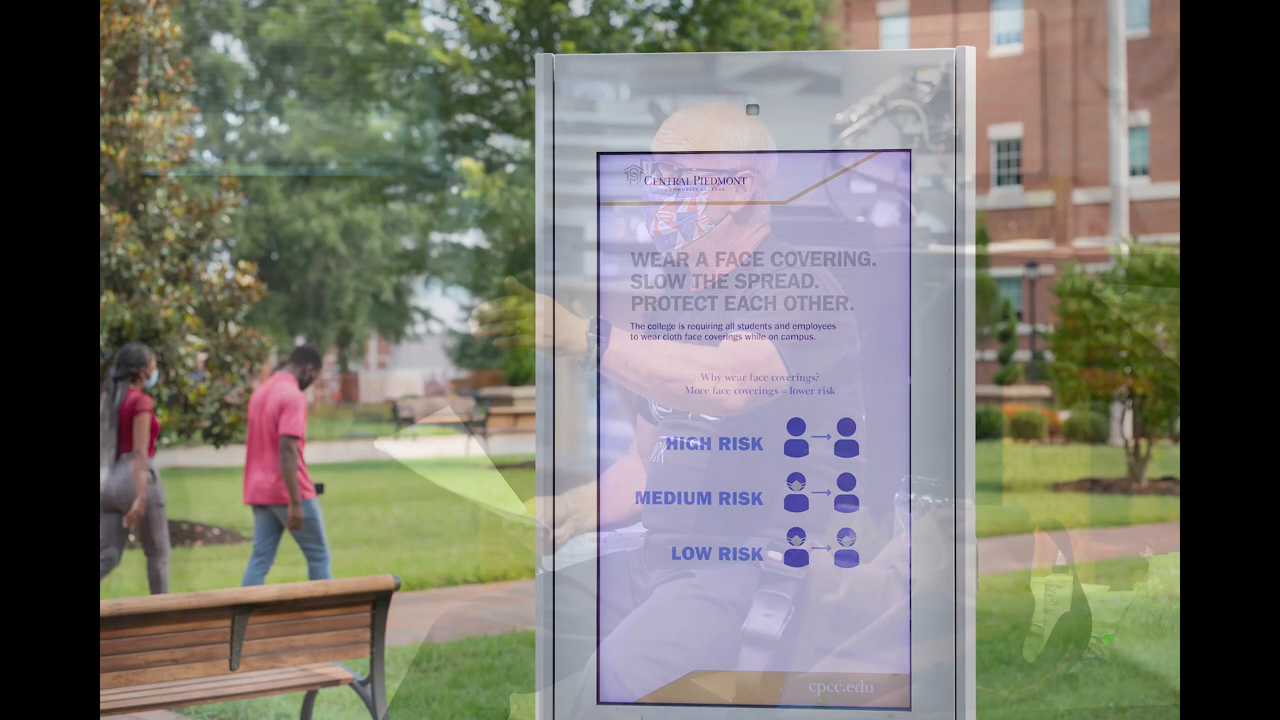 CENTRAL PIEDMONT
COMMUNITY COLLEGE
WEAR A FACE COVERING.
SLOW THE SPREAD.
PROTECT EACH OTHER.
The college is requiring all students and employees
to wear cloth face coverings while on campus.
Why wear face coverings?
More face coverings = lower risk
HIGH RISK
MEDIUM RISK
LOW RISK
cpcc.edu